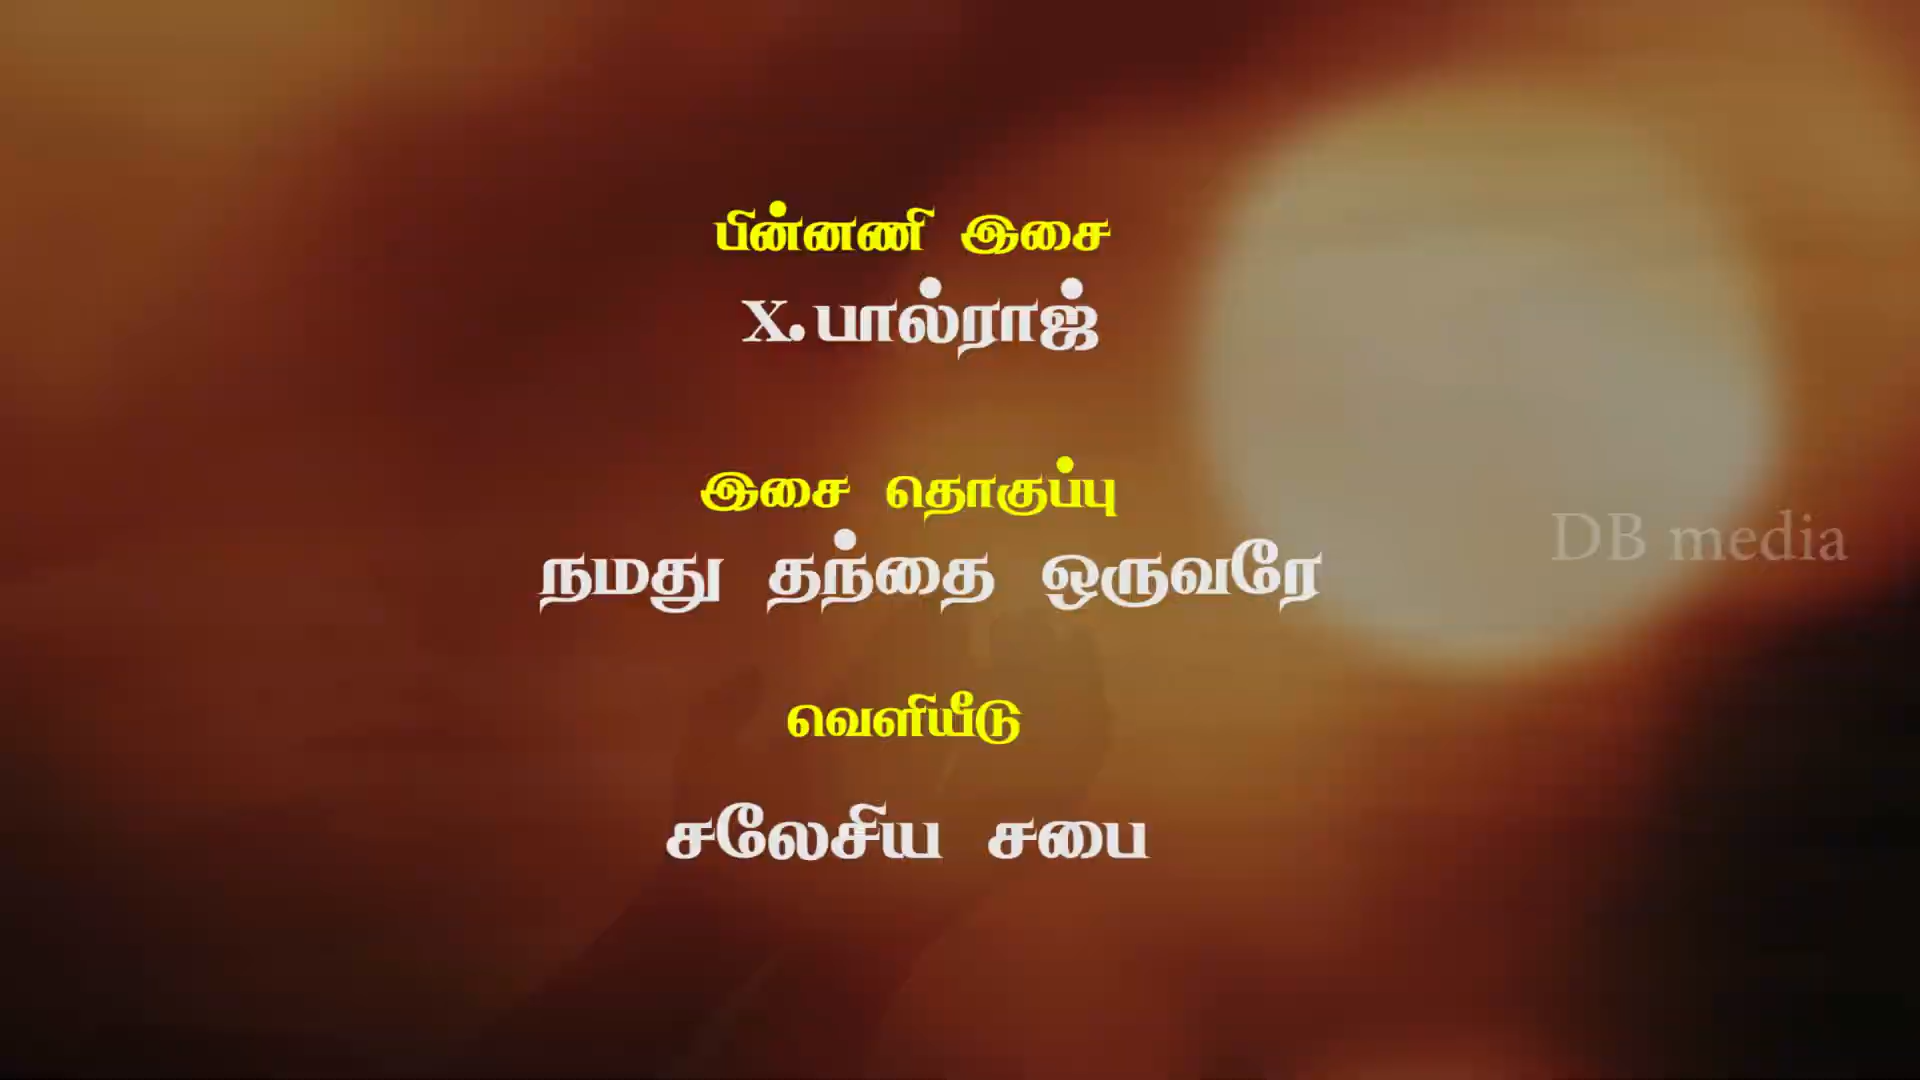 பின்னணி இசை
X.பால்ராஜ்
இசை தொகுப்பு
நமது தந்தை ஒருவரே
DB media
வெளியீடு
சலேசிய சபை